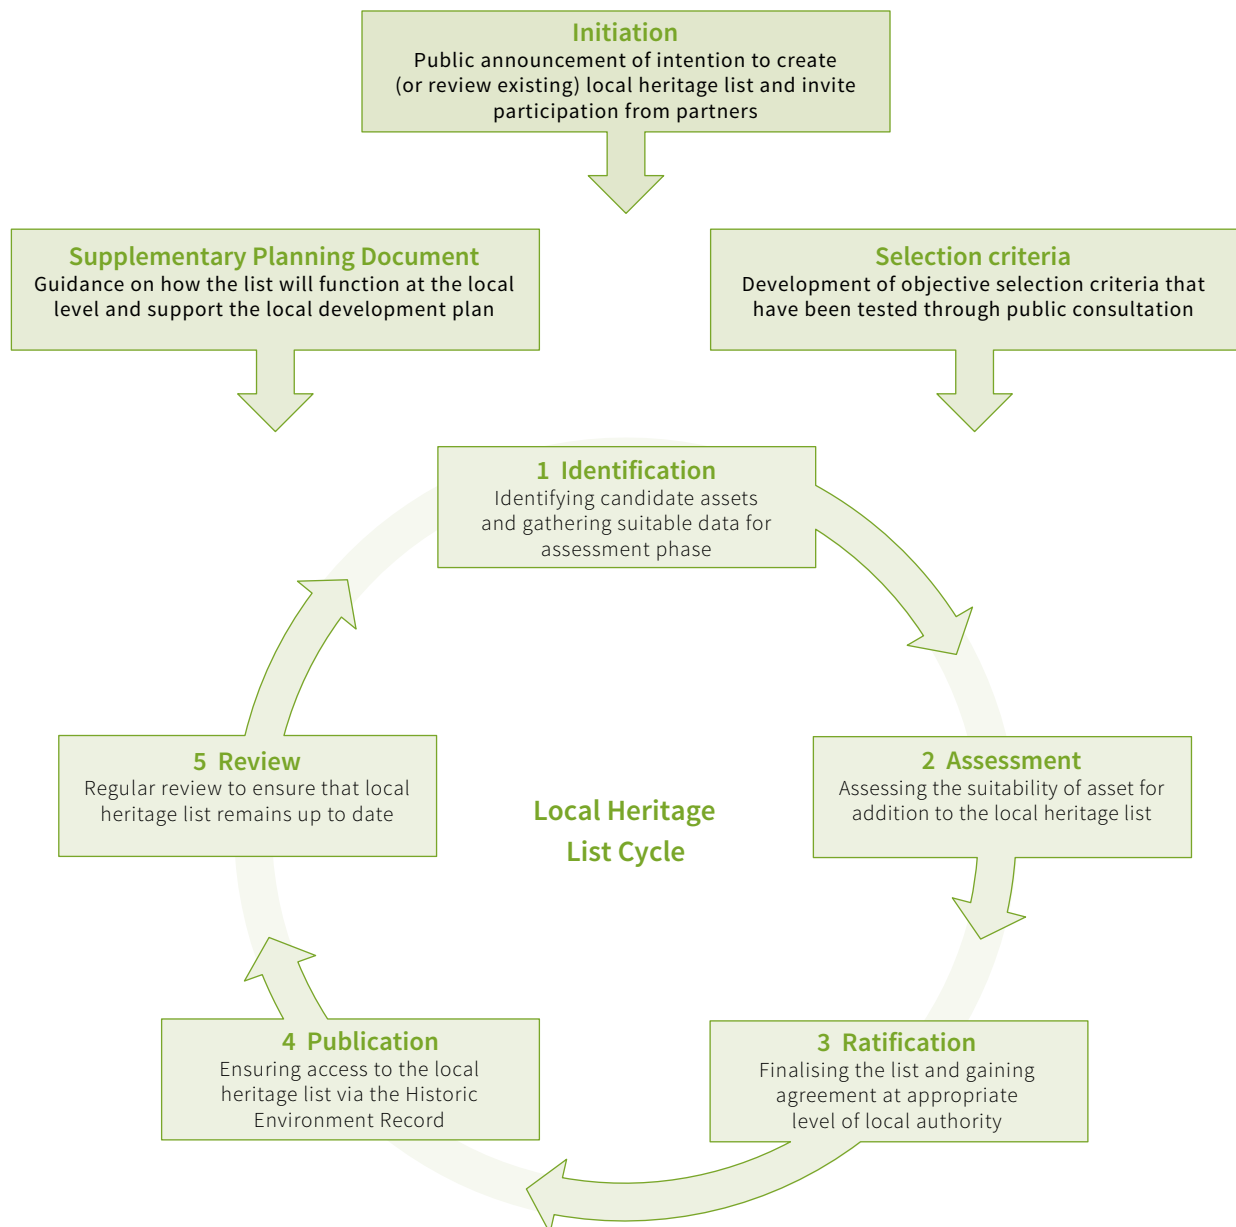 Initiation
Public announcement of intention to create
(or review existing) local heritage list and invite
participation from partners
Supplementary Planning Document
Guidance on how the list will function at the local
level and support the local development plan
Selection criteria
Development of objective selection criteria that
have been tested through public consultation
1 Identification
Identifying candidate assets
and gathering suitable data for
assessment phase
2 Assessment
Assessing the suitability of asset for
addition to the local heritage list
3 Ratification
Finalising the list and gaining
agreement at appropriate
level of local authority
4 Publication
Ensuring access to the local
heritage list via the Historic
Environment Record
5 Review
Regular review to ensure that local
heritage list remains up to date
Local Heritage
List Cycle